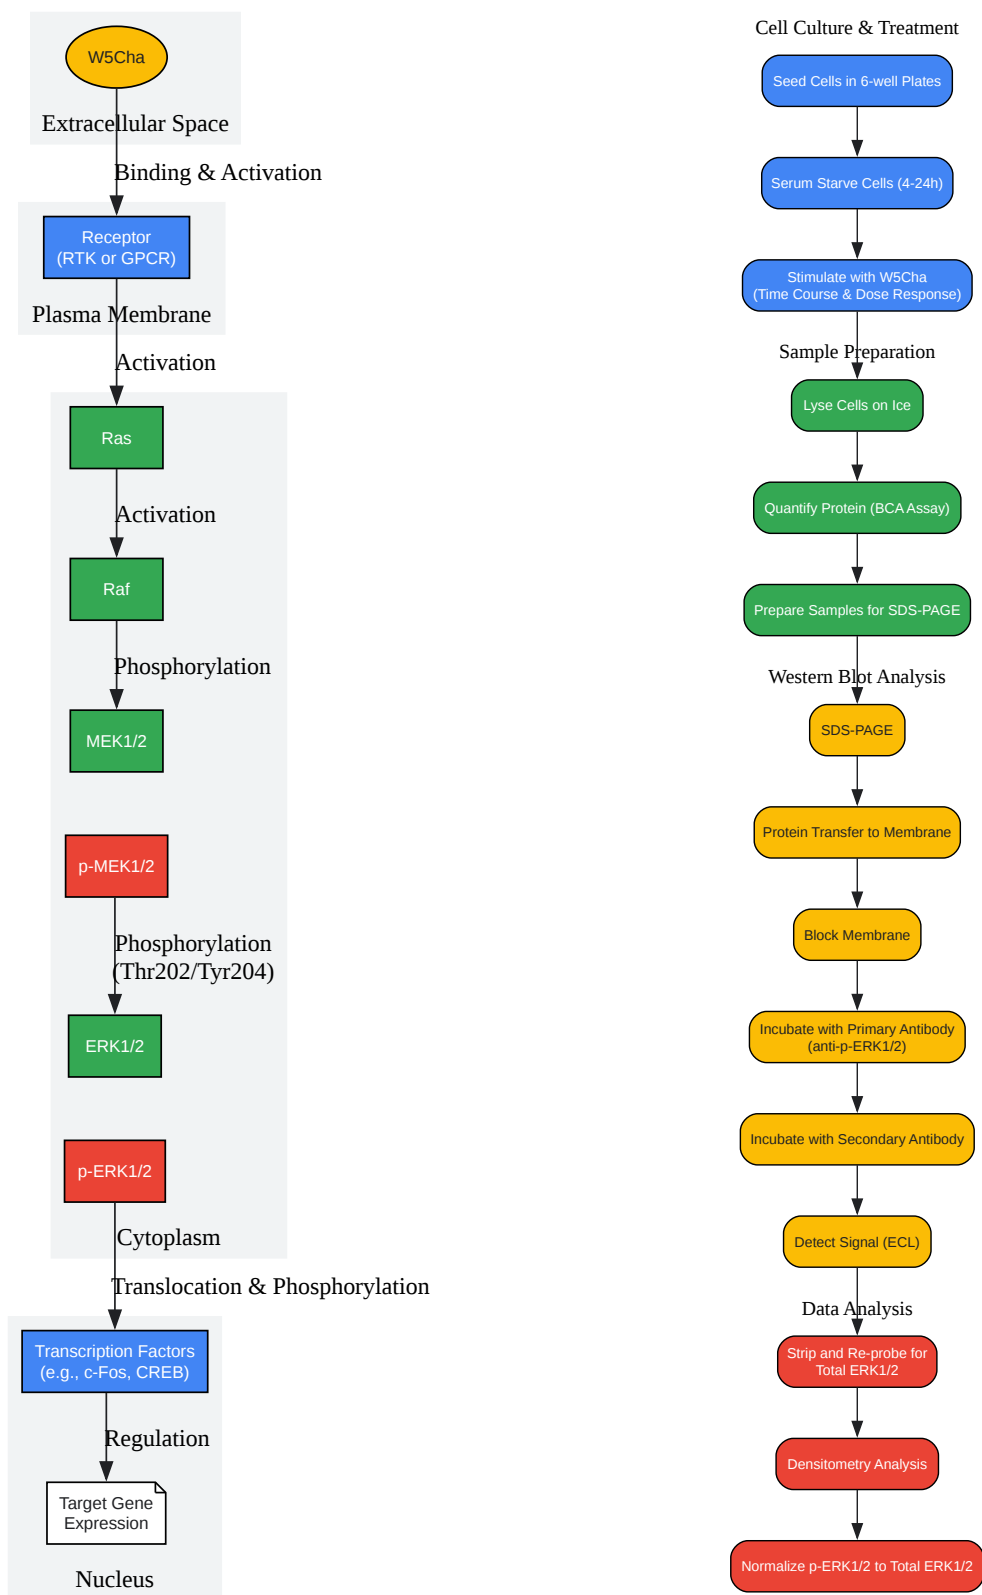 W5Cha
Extracellular Space
Binding & Activation
Receptor
(RTK or GPCR)
Plasma Membrane
Activation
Ras
Activation
Raf
Phosphorylation
MEK1/2
p-MEK1/2
Phosphorylation
(Thr202/Tyr204)
ERK1/2
p-ERK1/2
Cytoplasm
Translocation & Phosphorylation
Transcription Factors
(e.g., c-Fos, CREB)
Regulation
Target Gene
Expression
Nucleus
Cell Culture & Treatment
Seed Cells in 6-well Plates
Serum Starve Cells (4-24h)
Stimulate with W5Cha
(Time Course & Dose Response)
Sample Preparation
Lyse Cells on Ice
Quantify Protein (BCA Assay)
Prepare Samples for SDS-PAGE
Western Blot Analysis
SDS-PAGE
Protein Transfer to Membrane
Block Membrane
Incubate with Primary Antibody
(anti-p-ERK1/2)
Incubate with Secondary Antibody
Detect Signal (ECL)
Data Analysis
Strip and Re-probe for
Total ERK1/2
Densitometry Analysis
Normalize p-ERK1/2 to Total ERK1/2